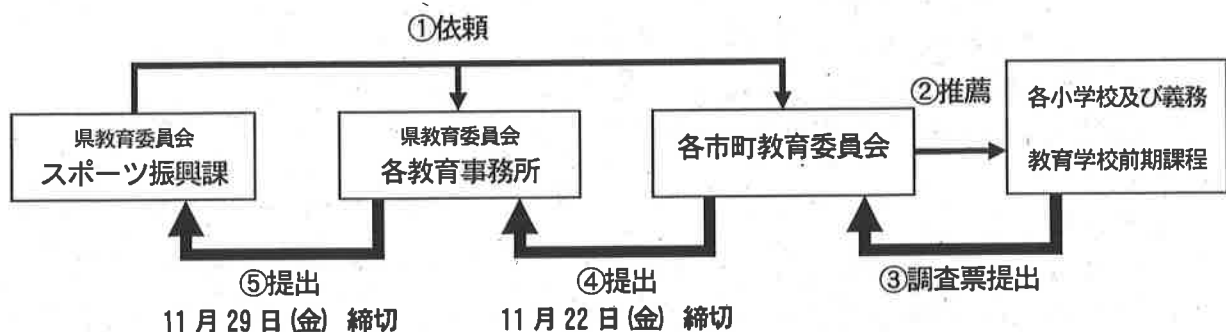 ①依頼
県教育委員会
スポーツ振興課
県教育委員会
各教育事務所
各市町教育委員会
②推薦
各小学校及び義務
教育学校前期課程
⑤提出
11月29日(金) 締切
④提出
11月22日(金) 締切
③調査票提出